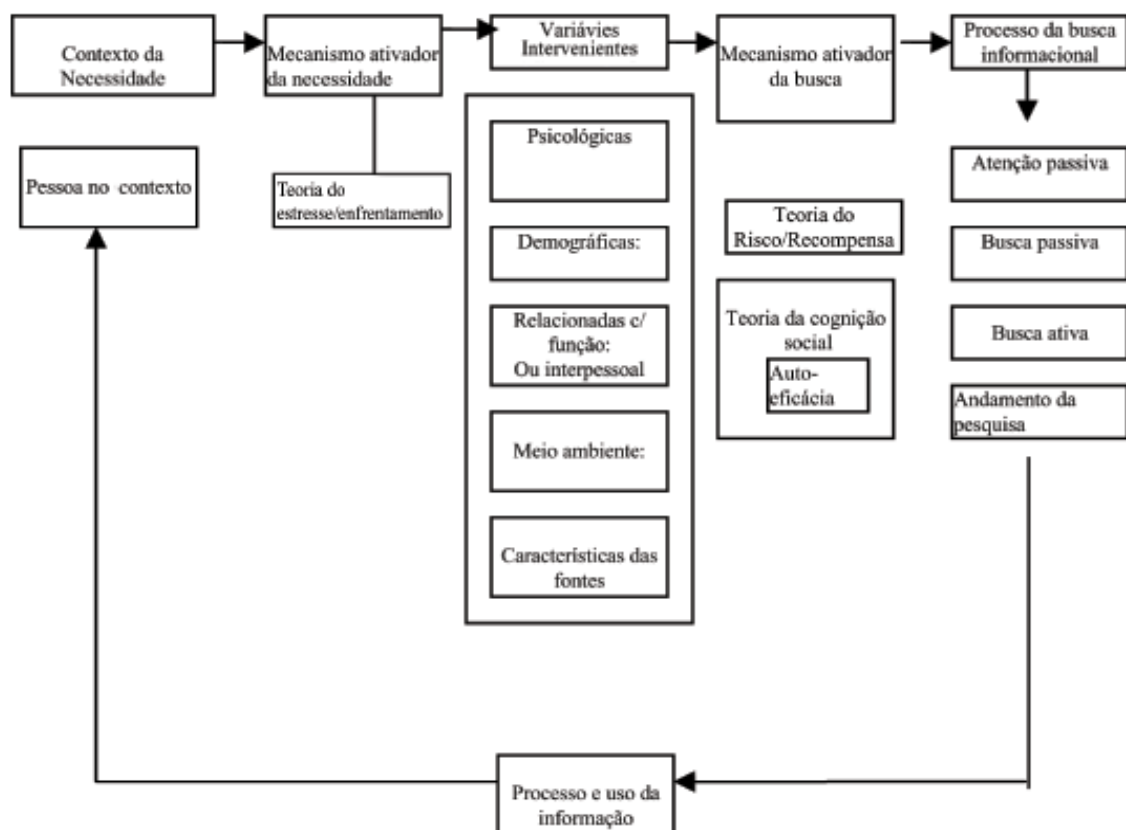 Contexto da
Necessidade
Mecanismo ativador
da necessidade
Variávies
Intervenientes
Mecanismo ativador
da busca
Processo da busca
informacional
Pessoa no contexto
Teoria do
estresse/enfrentamento
Psicológicas
Demográficas:
Relacionadas c/
função:
Ou interpessoal
Meio ambiente:
Características das
fontes
Teoria do
Risco/Recompensa
Teoria da cognição
social
Auto-
eficácia
Atenção passiva
Busca passiva
Busca ativa
Andamento da
pesquisa
Processo e uso da
informação